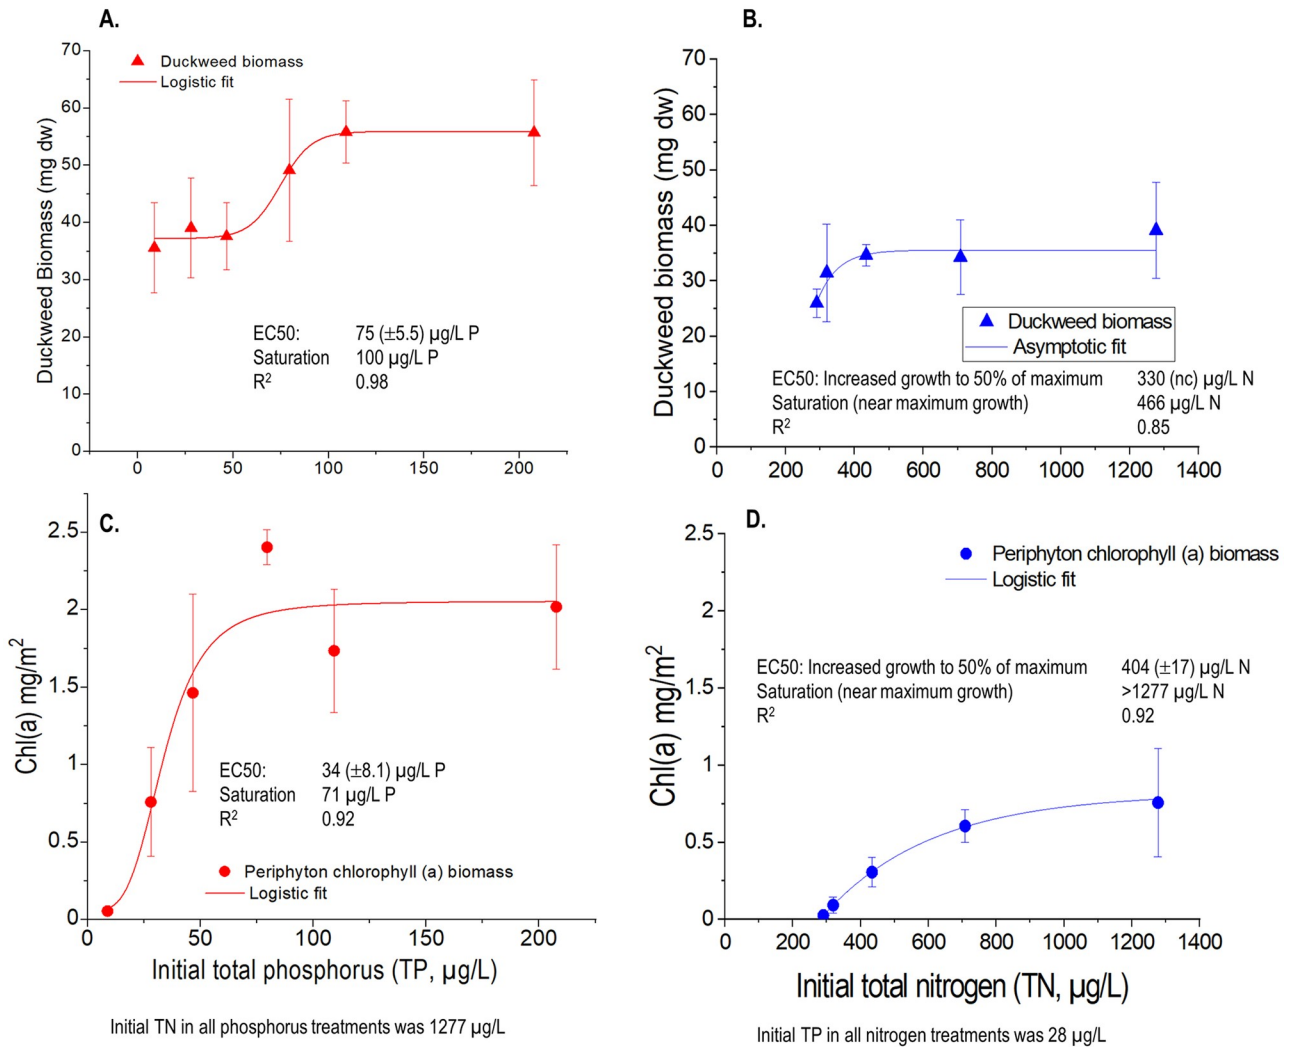 A.
70
60
50
40
30
20
10
0
Duckweed Biomass (mg dw)
Duckweed biomass
Logistic fit
EC50: 75 (±5.5) µg/L P
Saturation 100 µg/L P
R² 0.98
0 50 100 150 200
B.
70
60
50
40
30
20
10
0
Duckweed biomass (mg dw)
Duckweed biomass
Asymptotic fit
EC50: Increased growth to 50% of maximum 330 (nc) µg/L N
Saturation (near maximum growth) 466 µg/L N
R² 0.85
0 200 400 600 800 1000 1200 1400
C.
2.5
2
1.5
1
0.5
0
Chl(a) mg/m²
EC50: 34 (±8.1) µg/L P
Saturation 71 µg/L P
R² 0.92
Periphyton chlorophyll (a) biomass
Logistic fit
0 50 100 150 200
Initial total phosphorus (TP, µg/L)
Initial TN in all phosphorus treatments was 1277 µg/L
D.
2.5
2
1.5
1
0.5
0
Chl(a) mg/m²
Periphyton chlorophyll (a) biomass
Logistic fit
EC50: Increased growth to 50% of maximum 404 (±17) µg/L N
Saturation (near maximum growth) >1277 µg/L N
R² 0.92
0 200 400 600 800 1000 1200 1400
Initial total nitrogen (TN, µg/L)
Initial TP in all nitrogen treatments was 28 µg/L